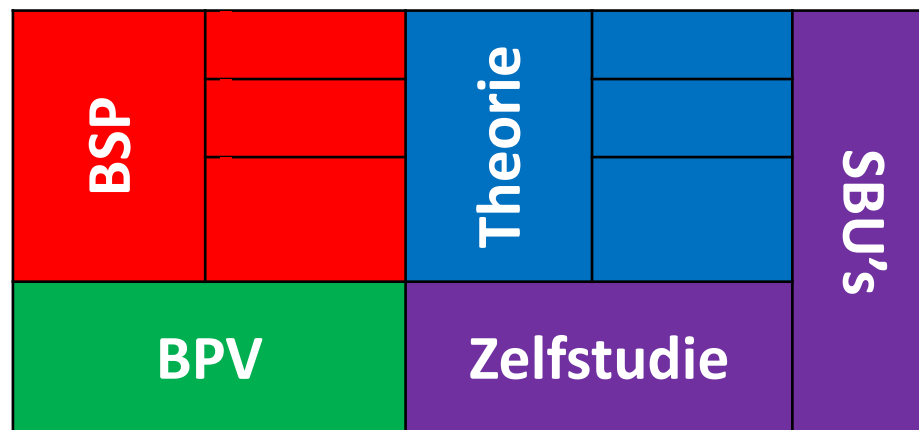 BSP
Theorie
SBU's
BPV
Zelfstudie